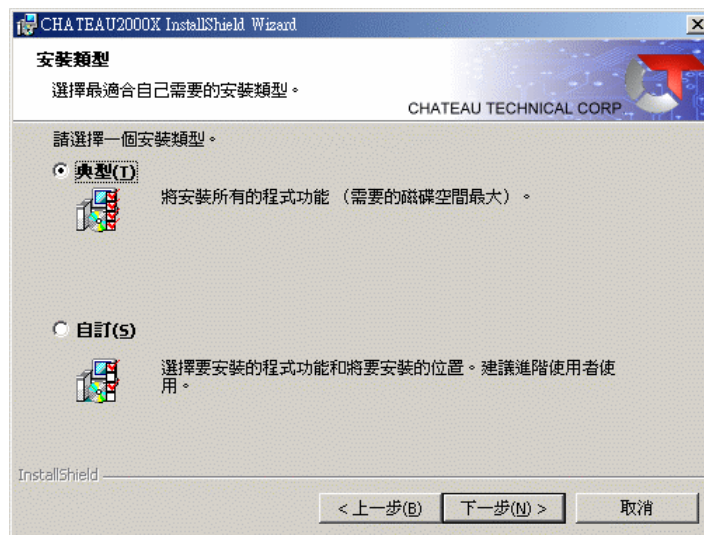 CHATEAU2000X InstallShield Wizard
安裝類型
選擇最適合自己需要的安裝類型。
CHATEAU TECHNICAL CORP
請選擇一個安裝類型。
典型(T)
將安裝所有的程式功能（需要的磁碟空間最大）。
自訂(S)
選擇要安裝的程式功能和將要安裝的位置。建議進階使用者使
用。
InstallShield
< 上一步(B)
下一步(N) >
取消